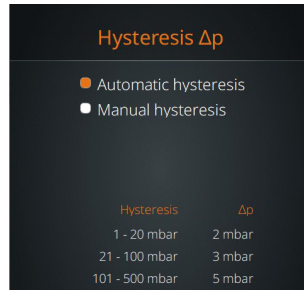 Hysteresis Δp
Automatic hysteresis
Manual hysteresis
Hysteresis Δp
1 - 20 mbar 2 mbar
21 - 100 mbar 3 mbar
101 - 500 mbar 5 mbar